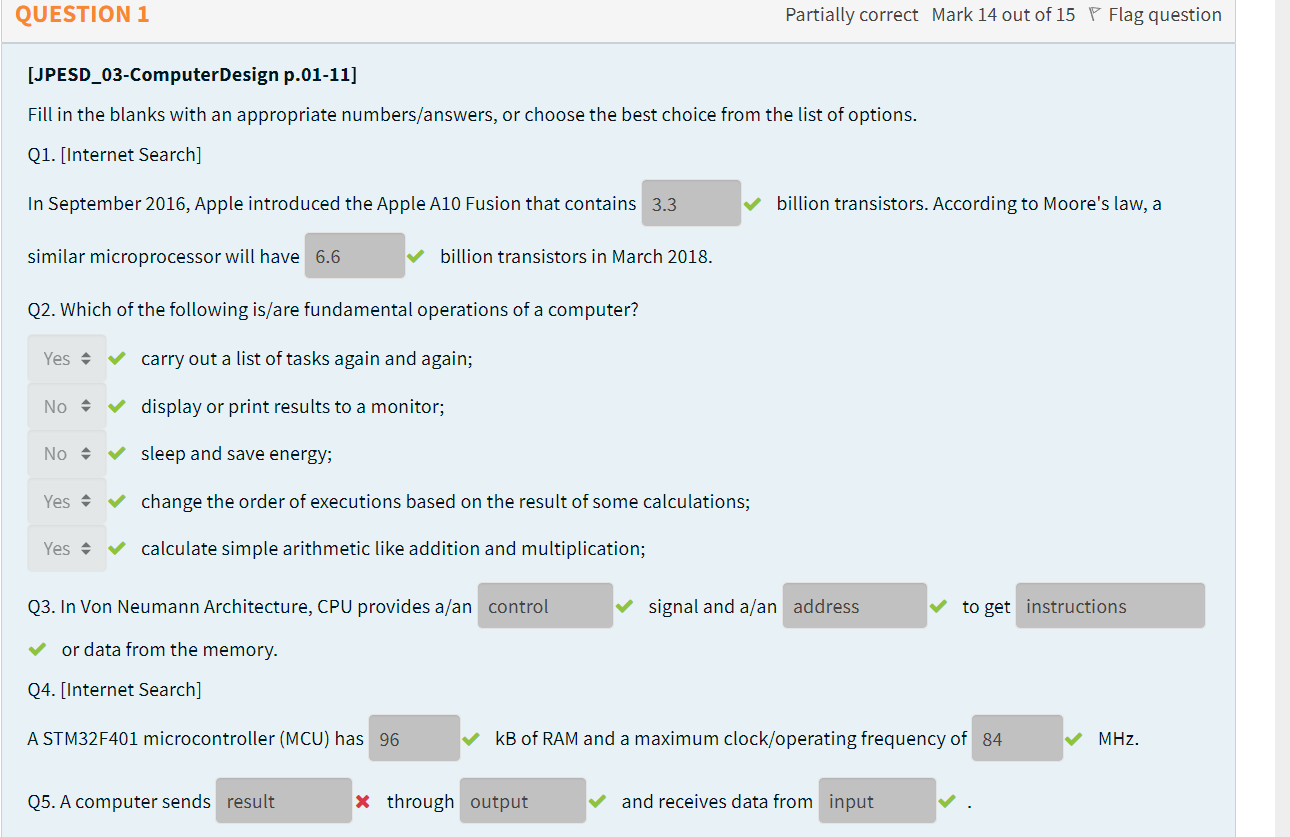 QUESTION 1 Partially correct Mark 14 out of 15 Flag question
[JPESD_03-ComputerDesign p.01-11]
Fill in the blanks with an appropriate numbers/answers, or choose the best choice from the list of options.
Q1. [Internet Search]
In September 2016, Apple introduced the Apple A10 Fusion that contains 3.3 billion transistors. According to Moore's law, a
similar microprocessor will have 6.6 billion transistors in March 2018.
Q2. Which of the following is/are fundamental operations of a computer?
Yes carry out a list of tasks again and again;
No display or print results to a monitor;
No sleep and save energy;
Yes change the order of executions based on the result of some calculations;
Yes calculate simple arithmetic like addition and multiplication;
Q3. In Von Neumann Architecture, CPU provides a/an control signal and a/an address to get instructions
or data from the memory.
Q4. [Internet Search]
A STM32F401 microcontroller (MCU) has 96 kB of RAM and a maximum clock/operating frequency of 84 MHz.
Q5. A computer sends result through output and receives data from input .